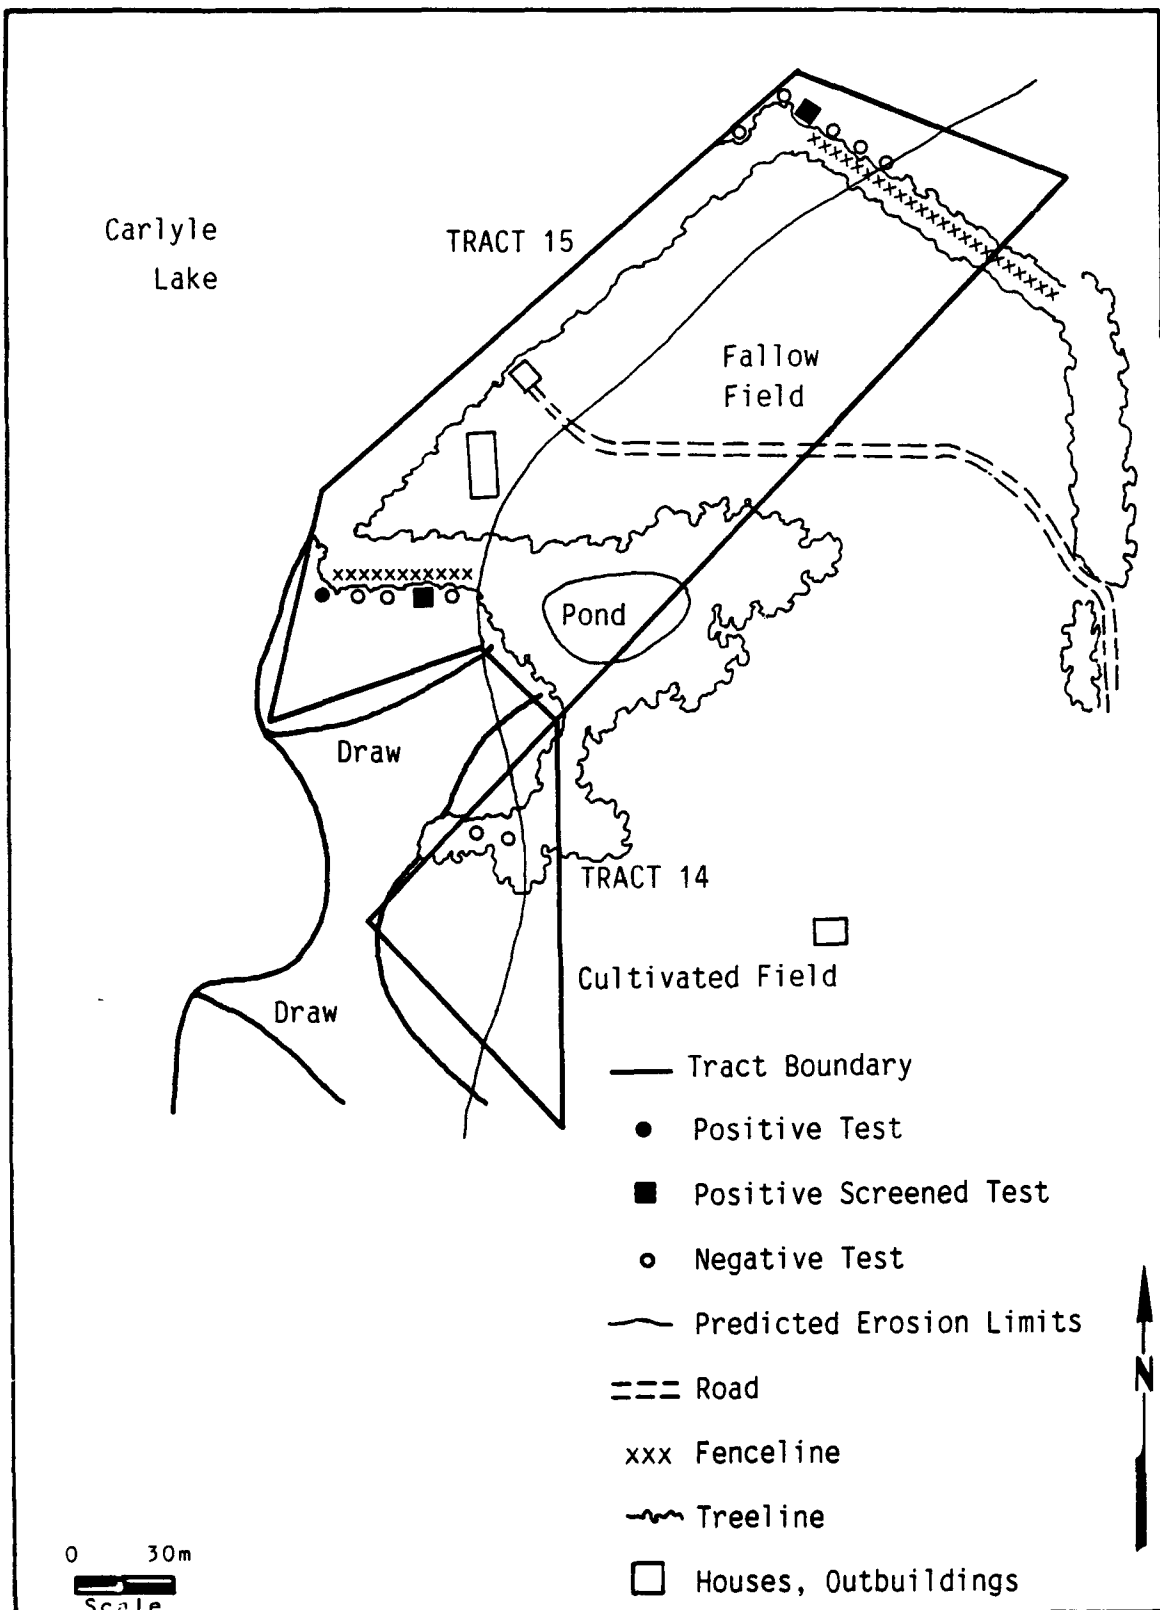 Carlyle
Lake
TRACT 15
Fallow
Field
Pond
Draw
TRACT 14
Cultivated Field
Draw
Tract Boundary
Positive Test
Positive Screened Test
Negative Test
Predicted Erosion Limits
Road
xxx Fenceline
Treeline
Houses, Outbuildings
N
0 30m
Scale